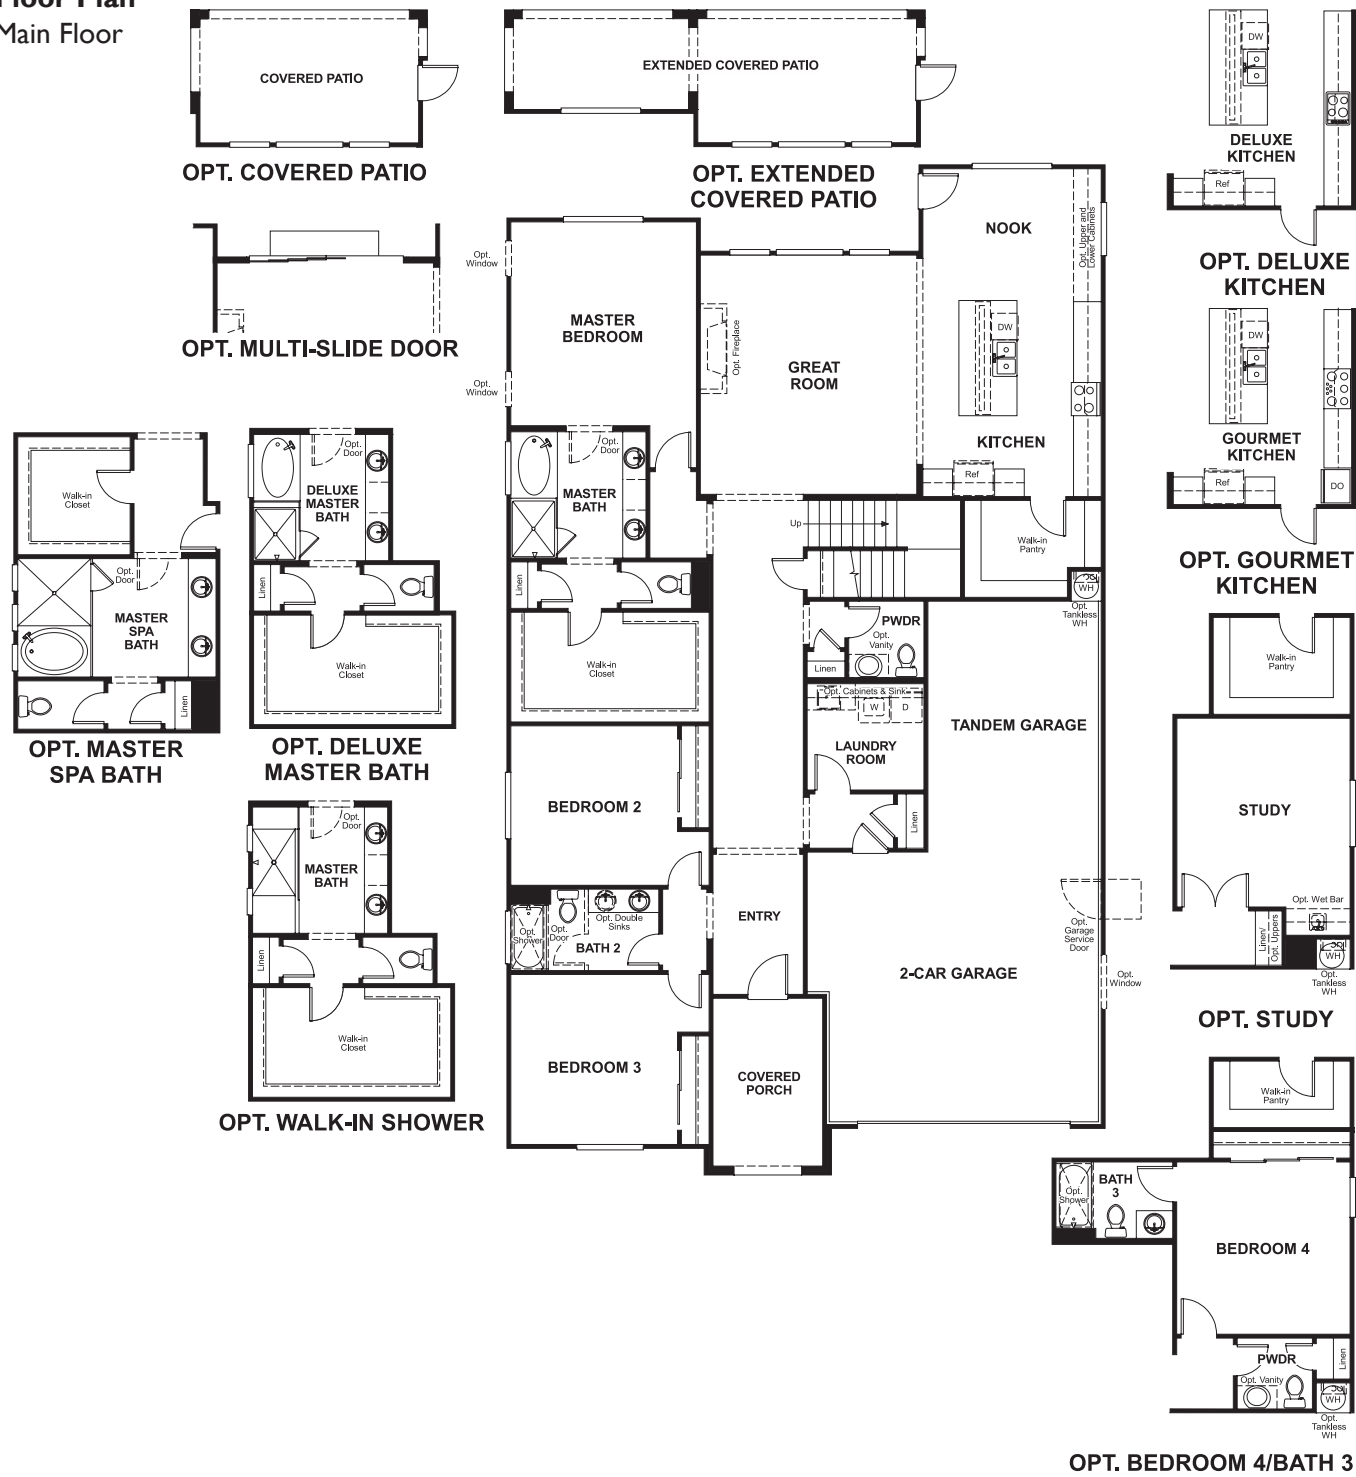 Floor Plan
Main Floor
COVERED PATIO
OPT. COVERED PATIO
EXTENDED COVERED PATIO
OPT. EXTENDED
COVERED PATIO
DW
DELUXE
KITCHEN
Ref
OPT. DELUXE
KITCHEN
OPT. MULTI-SLIDE DOOR
DW
GOURMET
KITCHEN
Ref
DO
OPT. GOURMET
KITCHEN
Opt.
Window
MASTER
BEDROOM
Opt.
Window
Opt. Fireplace
GREAT
ROOM
NOOK
Opt. Upper and
Lower Cabinets
DW
KITCHEN
Ref
Walk-in
Closet
Opt.
Door
MASTER
SPA
BATH
Linen
OPT. MASTER
SPA BATH
Opt.
Door
DELUXE
MASTER
BATH
Linen
Walk-in
Closet
OPT. DELUXE
MASTER BATH
Opt.
Door
MASTER
BATH
Linen
Walk-in
Closet
Up
Walk-in
Pantry
WH
Opt.
Tankless
WH
PWDR
Opt.
Vanity
Linen
Opt. Cabinets & Sink
W
D
LAUNDRY
ROOM
Linen
TANDEM GARAGE
Walk-in
Pantry
STUDY
Opt. Wet Bar
Linen/
Opt. Uppers
WH
Opt.
Tankless
WH
OPT. STUDY
Opt.
Door
MASTER
BATH
Linen
Walk-in
Closet
OPT. WALK-IN SHOWER
BEDROOM 2
Opt.
Shower
Opt.
Door
Opt. Double
Sinks
BATH 2
ENTRY
Opt.
Garage
Service
Door
2-CAR GARAGE
Opt.
Window
BEDROOM 3
COVERED
PORCH
Walk-in
Pantry
Opt.
Shower
BATH
3
BEDROOM 4
PWDR
Opt. Vanity
Linen
WH
Opt.
Tankless
WH
OPT. BEDROOM 4/BATH 3